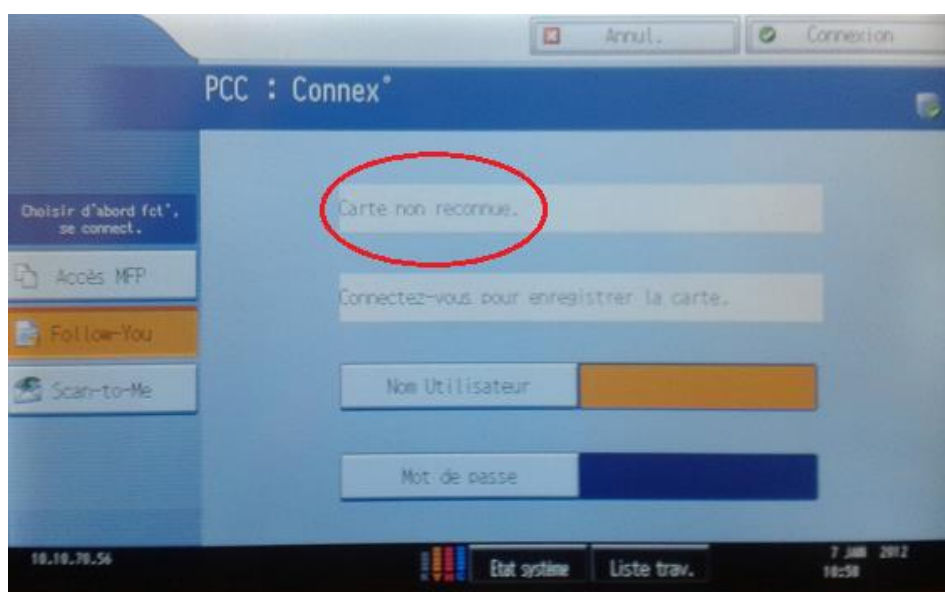 Annul.
Connexion
PCC : Connex°
Choisir d'abord fct°,
se connect.
Carte non reconnue.
Accès MFP
Connectez-vous pour enregistrer la carte.
Follow-You
Nom Utilisateur
Scan-to-Me
Mot de passe
10.10.70.56
Etat système
Liste trav.
7 JAN 2012
10:58